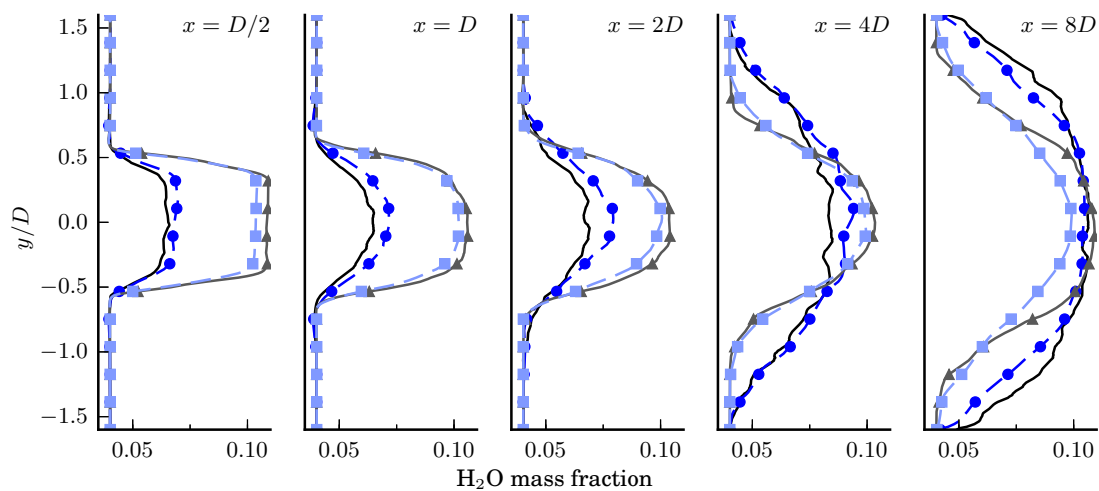 x = D/2 x = D x = 2D x = 4D x = 8D
1.5
1.0
0.5
0.0
−0.5
−1.0
−1.5
y/D
0.05 0.10 0.05 0.10 0.05 0.10 0.05 0.10 0.05 0.10
H₂O mass fraction